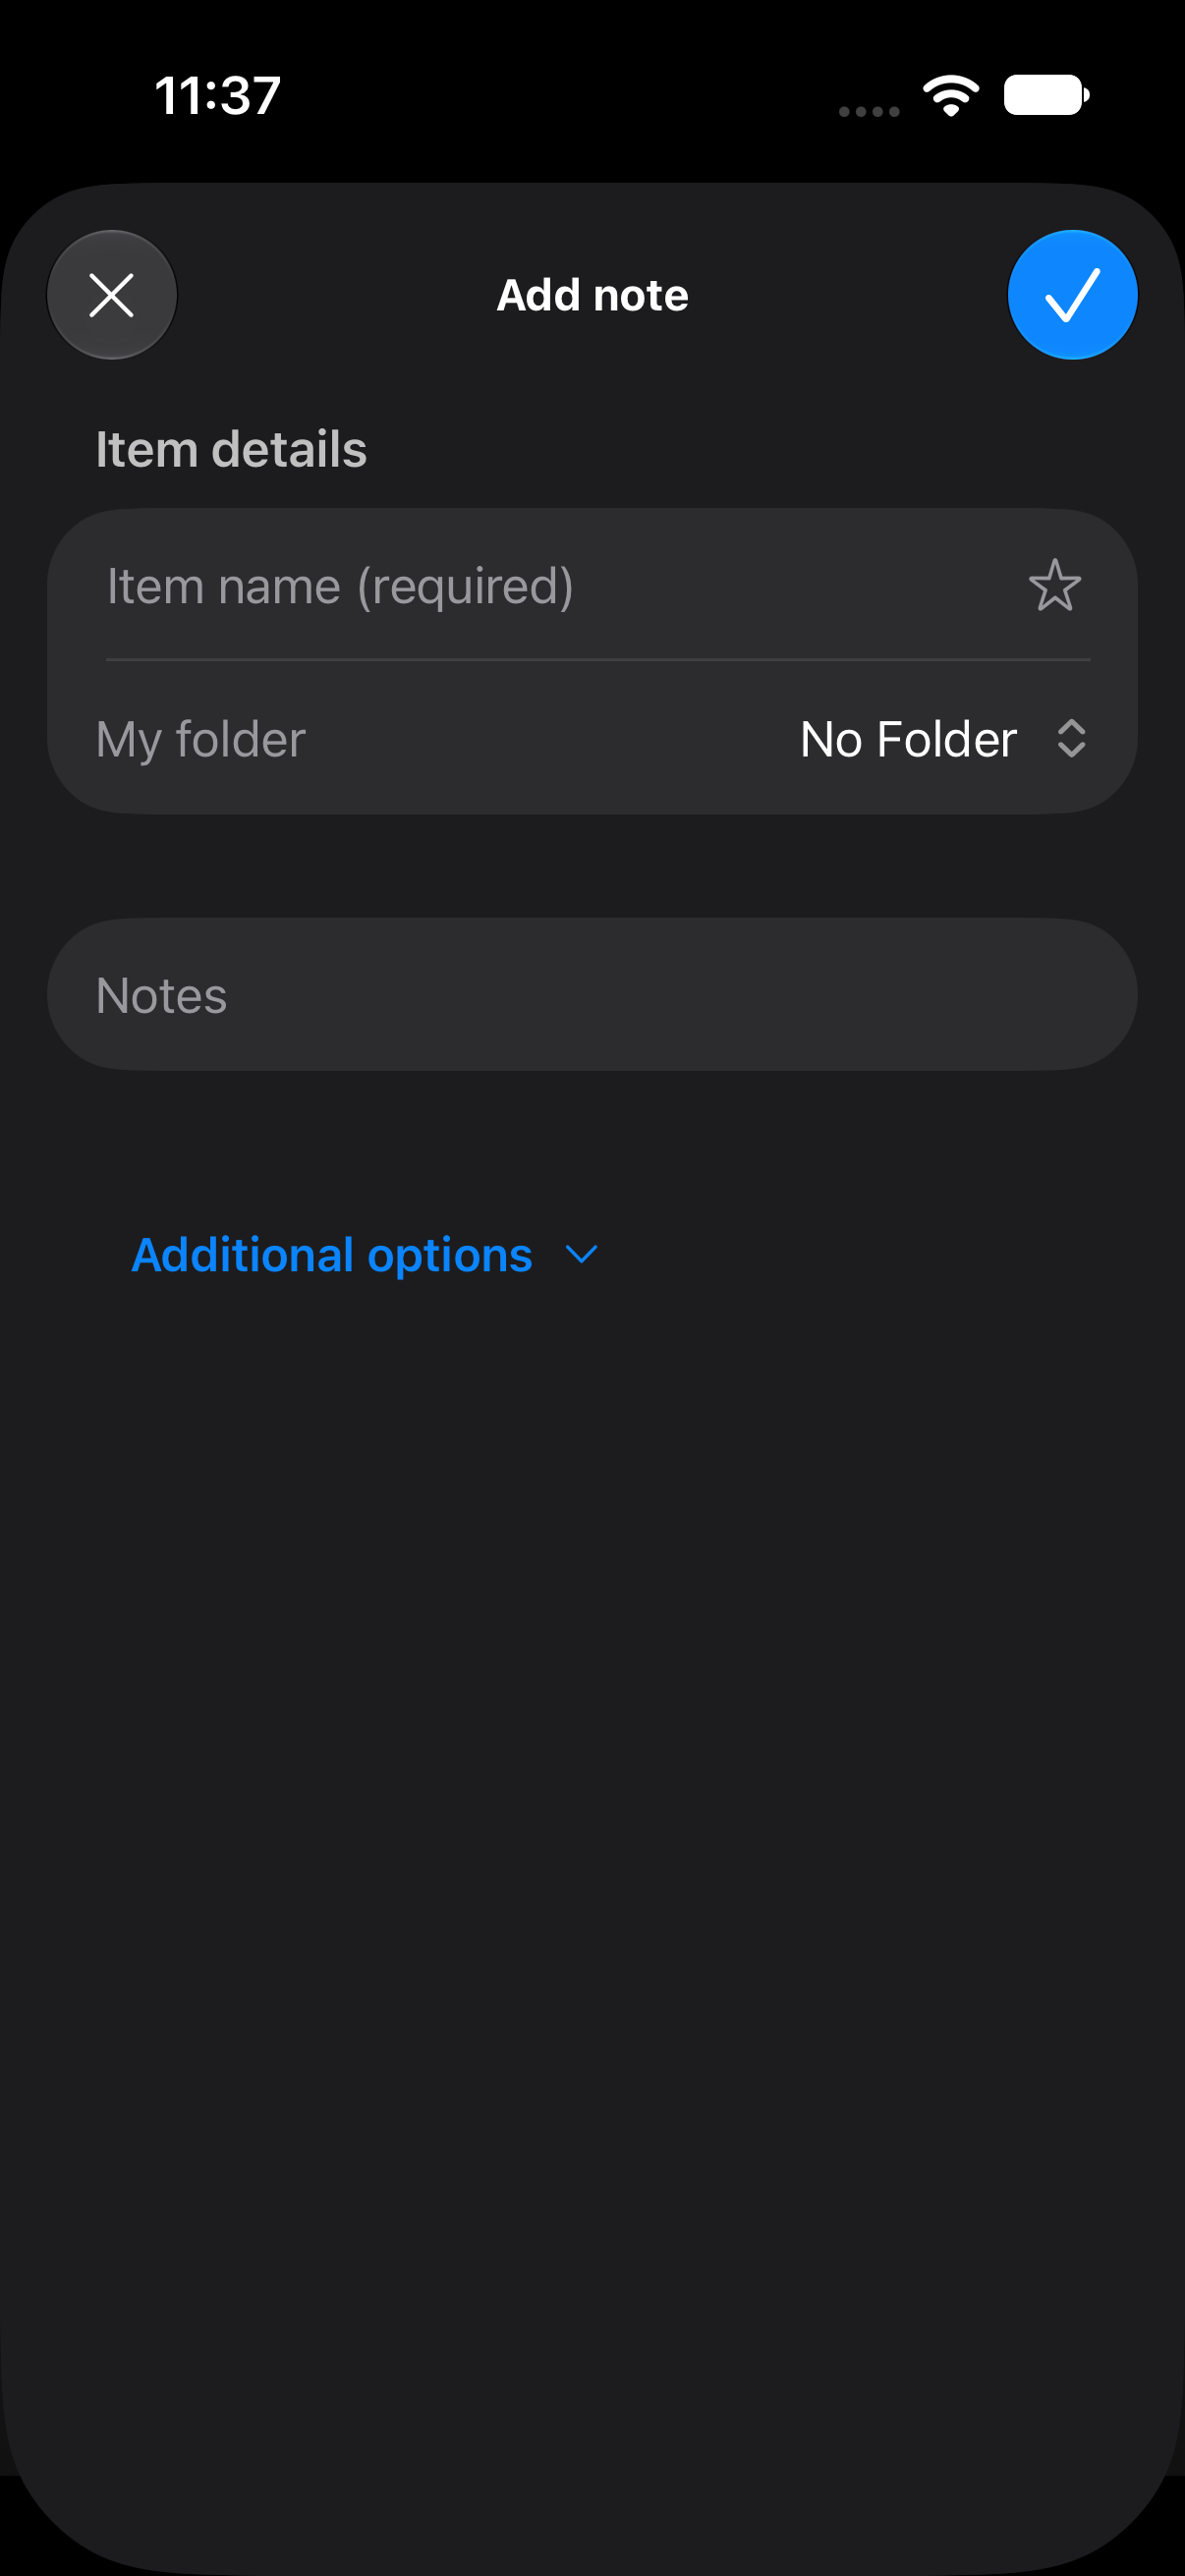 11:37
Add note
Item details
Item name (required)
My folder No Folder
Notes
Additional options